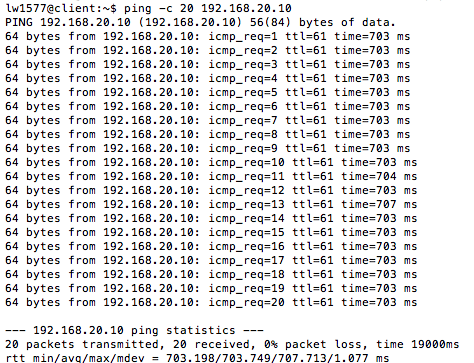 lw1577@client:~$ ping -c 20 192.168.20.10
PING 192.168.20.10 (192.168.20.10) 56(84) bytes of data.
64 bytes from 192.168.20.10: icmp_req=1 ttl=61 time=703 ms
64 bytes from 192.168.20.10: icmp_req=2 ttl=61 time=703 ms
64 bytes from 192.168.20.10: icmp_req=3 ttl=61 time=703 ms
64 bytes from 192.168.20.10: icmp_req=4 ttl=61 time=703 ms
64 bytes from 192.168.20.10: icmp_req=5 ttl=61 time=703 ms
64 bytes from 192.168.20.10: icmp_req=6 ttl=61 time=703 ms
64 bytes from 192.168.20.10: icmp_req=7 ttl=61 time=703 ms
64 bytes from 192.168.20.10: icmp_req=8 ttl=61 time=703 ms
64 bytes from 192.168.20.10: icmp_req=9 ttl=61 time=703 ms
64 bytes from 192.168.20.10: icmp_req=10 ttl=61 time=703 ms
64 bytes from 192.168.20.10: icmp_req=11 ttl=61 time=704 ms
64 bytes from 192.168.20.10: icmp_req=12 ttl=61 time=703 ms
64 bytes from 192.168.20.10: icmp_req=13 ttl=61 time=707 ms
64 bytes from 192.168.20.10: icmp_req=14 ttl=61 time=703 ms
64 bytes from 192.168.20.10: icmp_req=15 ttl=61 time=703 ms
64 bytes from 192.168.20.10: icmp_req=16 ttl=61 time=703 ms
64 bytes from 192.168.20.10: icmp_req=17 ttl=61 time=703 ms
64 bytes from 192.168.20.10: icmp_req=18 ttl=61 time=703 ms
64 bytes from 192.168.20.10: icmp_req=19 ttl=61 time=703 ms
64 bytes from 192.168.20.10: icmp_req=20 ttl=61 time=703 ms
--- 192.168.20.10 ping statistics ---
20 packets transmitted, 20 received, 0% packet loss, time 19000ms
rtt min/avg/max/mdev = 703.198/703.749/707.713/1.077 ms